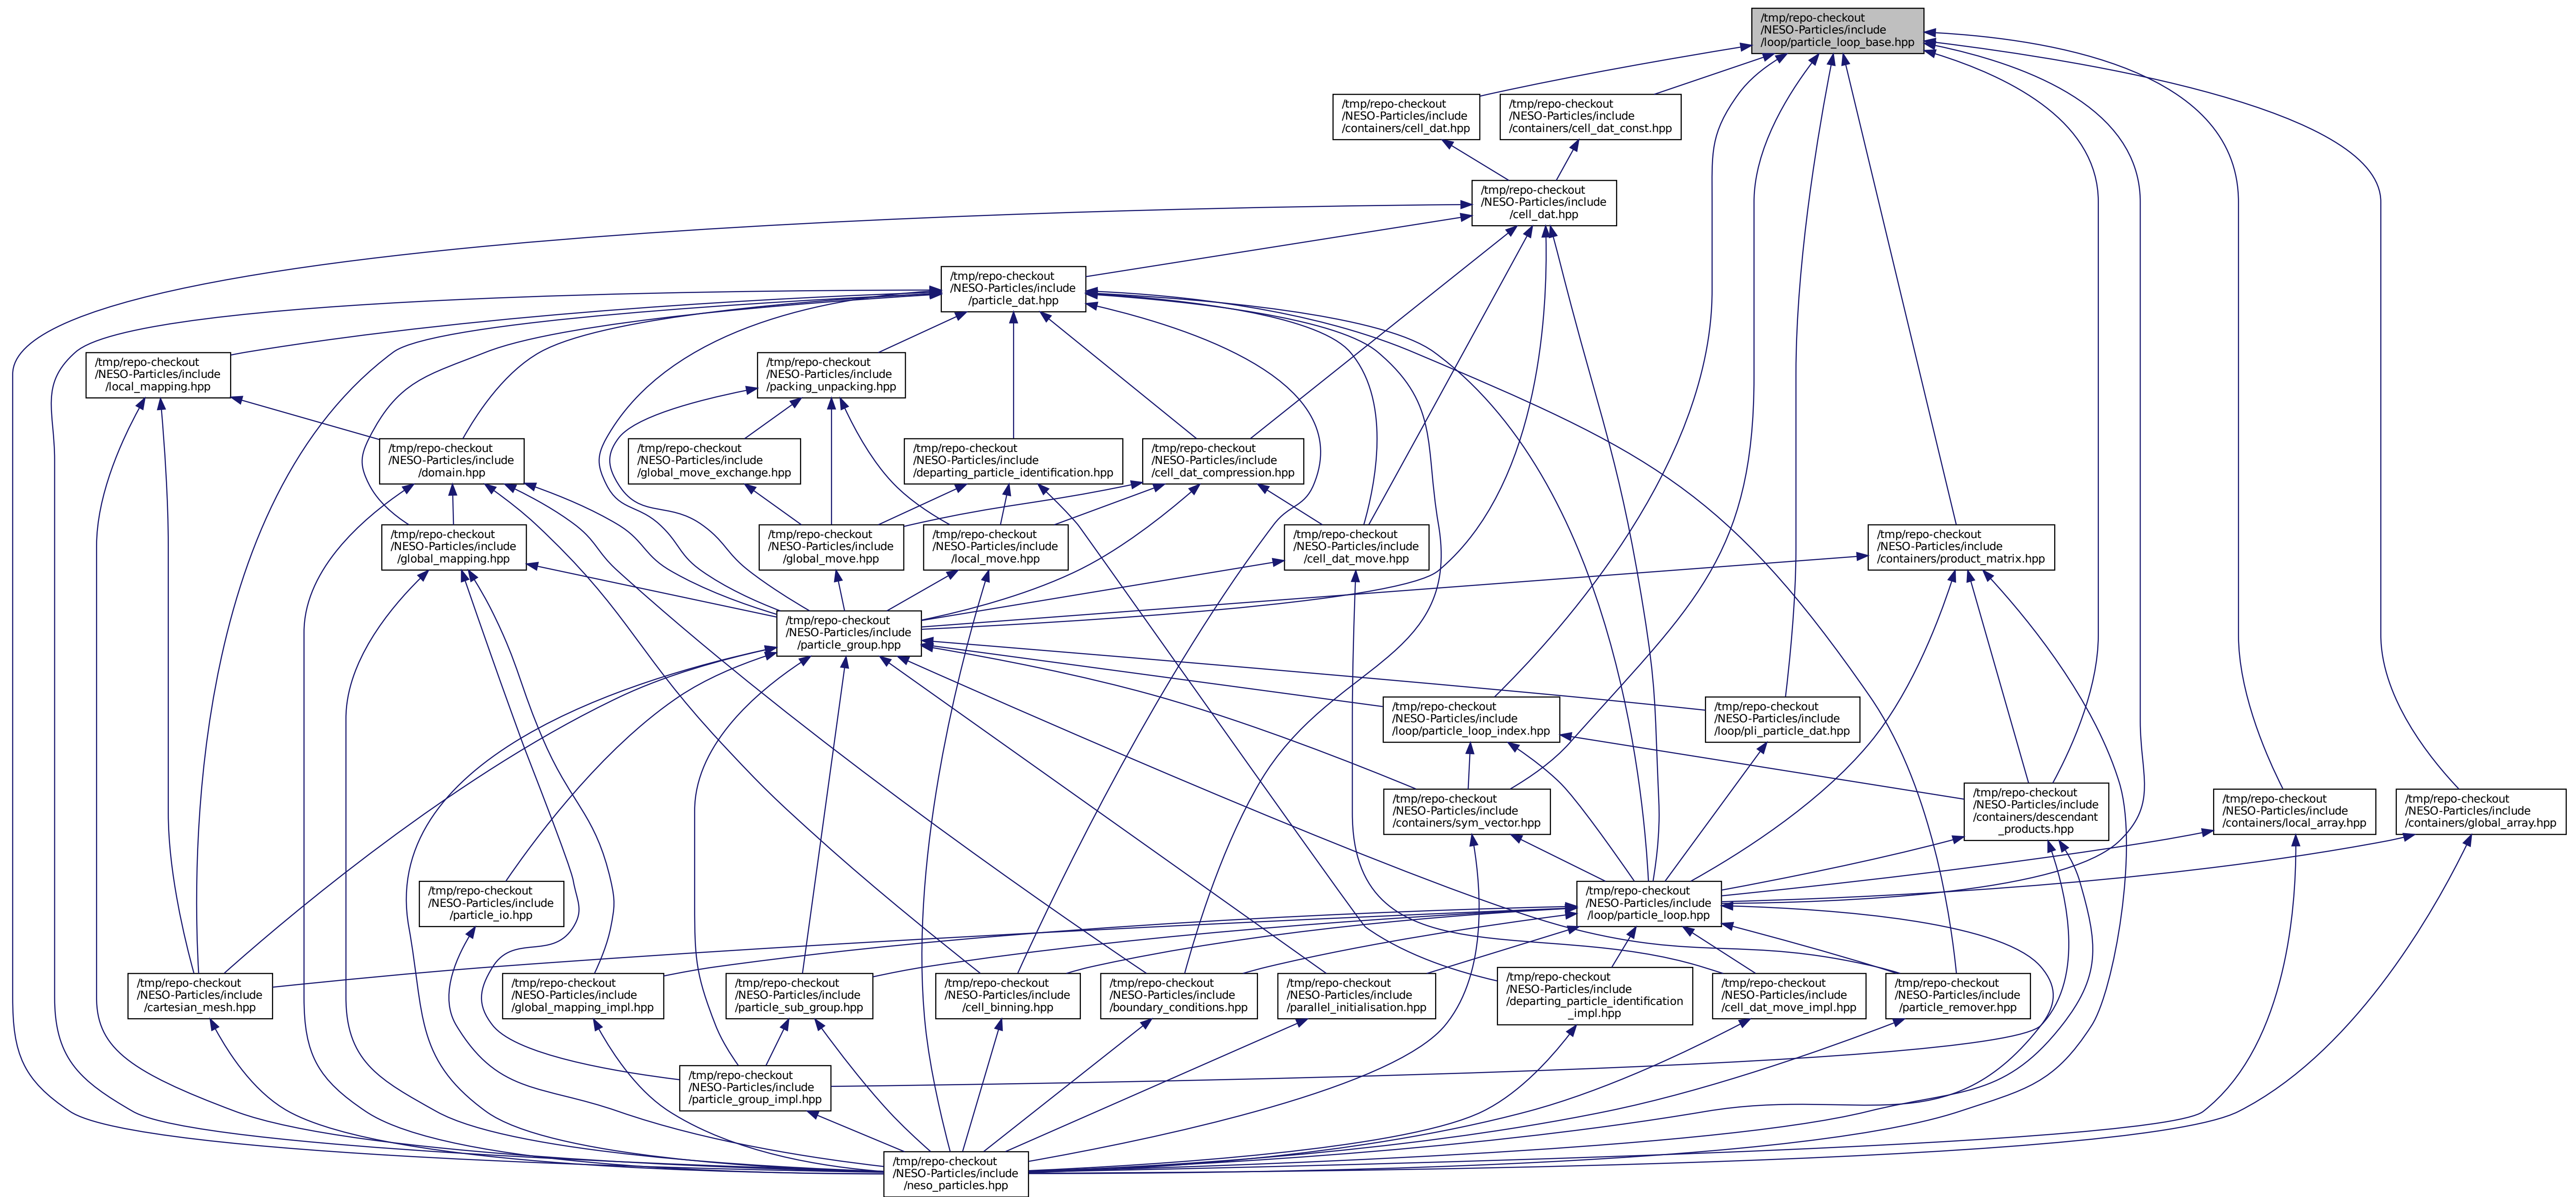 /tmp/repo-checkout
/NESO-Particles/include
/loop/particle_loop_base.hpp
/tmp/repo-checkout
/NESO-Particles/include
/containers/cell_dat.hpp
/tmp/repo-checkout
/NESO-Particles/include
/containers/cell_dat_const.hpp
/tmp/repo-checkout
/NESO-Particles/include
/cell_dat.hpp
/tmp/repo-checkout
/NESO-Particles/include
/particle_dat.hpp
/tmp/repo-checkout
/NESO-Particles/include
/local_mapping.hpp
/tmp/repo-checkout
/NESO-Particles/include
/packing_unpacking.hpp
/tmp/repo-checkout
/NESO-Particles/include
/domain.hpp
/tmp/repo-checkout
/NESO-Particles/include
/global_move_exchange.hpp
/tmp/repo-checkout
/NESO-Particles/include
/departing_particle_identification.hpp
/tmp/repo-checkout
/NESO-Particles/include
/cell_dat_compression.hpp
/tmp/repo-checkout
/NESO-Particles/include
/global_mapping.hpp
/tmp/repo-checkout
/NESO-Particles/include
/global_move.hpp
/tmp/repo-checkout
/NESO-Particles/include
/local_move.hpp
/tmp/repo-checkout
/NESO-Particles/include
/cell_dat_move.hpp
/tmp/repo-checkout
/NESO-Particles/include
/containers/product_matrix.hpp
/tmp/repo-checkout
/NESO-Particles/include
/particle_group.hpp
/tmp/repo-checkout
/NESO-Particles/include
/loop/particle_loop_index.hpp
/tmp/repo-checkout
/NESO-Particles/include
/loop/pli_particle_dat.hpp
/tmp/repo-checkout
/NESO-Particles/include
/containers/sym_vector.hpp
/tmp/repo-checkout
/NESO-Particles/include
/containers/descendant
_products.hpp
/tmp/repo-checkout
/NESO-Particles/include
/containers/local_array.hpp
/tmp/repo-checkout
/NESO-Particles/include
/containers/global_array.hpp
/tmp/repo-checkout
/NESO-Particles/include
/particle_io.hpp
/tmp/repo-checkout
/NESO-Particles/include
/loop/particle_loop.hpp
/tmp/repo-checkout
/NESO-Particles/include
/cartesian_mesh.hpp
/tmp/repo-checkout
/NESO-Particles/include
/global_mapping_impl.hpp
/tmp/repo-checkout
/NESO-Particles/include
/particle_sub_group.hpp
/tmp/repo-checkout
/NESO-Particles/include
/cell_binning.hpp
/tmp/repo-checkout
/NESO-Particles/include
/boundary_conditions.hpp
/tmp/repo-checkout
/NESO-Particles/include
/parallel_initialisation.hpp
/tmp/repo-checkout
/NESO-Particles/include
/departing_particle_identification
_impl.hpp
/tmp/repo-checkout
/NESO-Particles/include
/cell_dat_move_impl.hpp
/tmp/repo-checkout
/NESO-Particles/include
/particle_remover.hpp
/tmp/repo-checkout
/NESO-Particles/include
/particle_group_impl.hpp
/tmp/repo-checkout
/NESO-Particles/include
/neso_particles.hpp